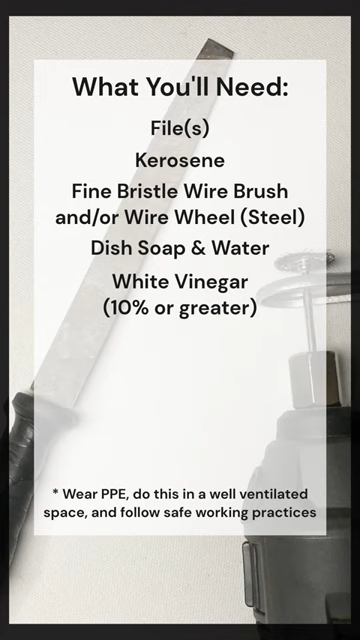 What You'll Need:
File(s)
Kerosene
Fine Bristle Wire Brush
and/or Wire Wheel (Steel)
Dish Soap & Water
White Vinegar
(10% or greater)
* Wear PPE, do this in a well ventilated
space, and follow safe working practices